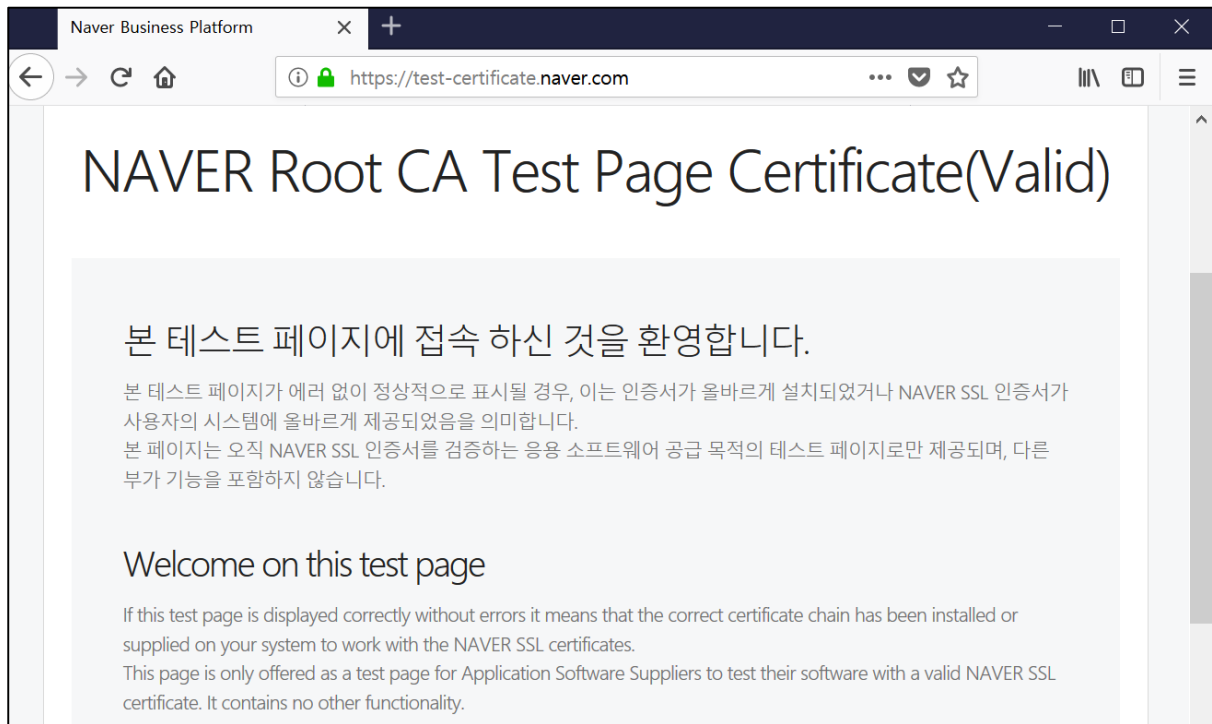 Naver Business Platform
https://test-certificate.naver.com
NAVER Root CA Test Page Certificate(Valid)
본 테스트 페이지에 접속 하신 것을 환영합니다.
본 테스트 페이지가 에러 없이 정상적으로 표시될 경우, 이는 인증서가 올바르게 설치되었거나 NAVER SSL 인증서가
사용자의 시스템에 올바르게 제공되었음을 의미합니다.
본 페이지는 오직 NAVER SSL 인증서를 검증하는 응용 소프트웨어 공급 목적의 테스트 페이지로만 제공되며, 다른
부가 기능을 포함하지 않습니다.
Welcome on this test page
If this test page is displayed correctly without errors it means that the correct certificate chain has been installed or
supplied on your system to work with the NAVER SSL certificates.
This page is only offered as a test page for Application Software Suppliers to test their software with a valid NAVER SSL
certificate. It contains no other functionality.